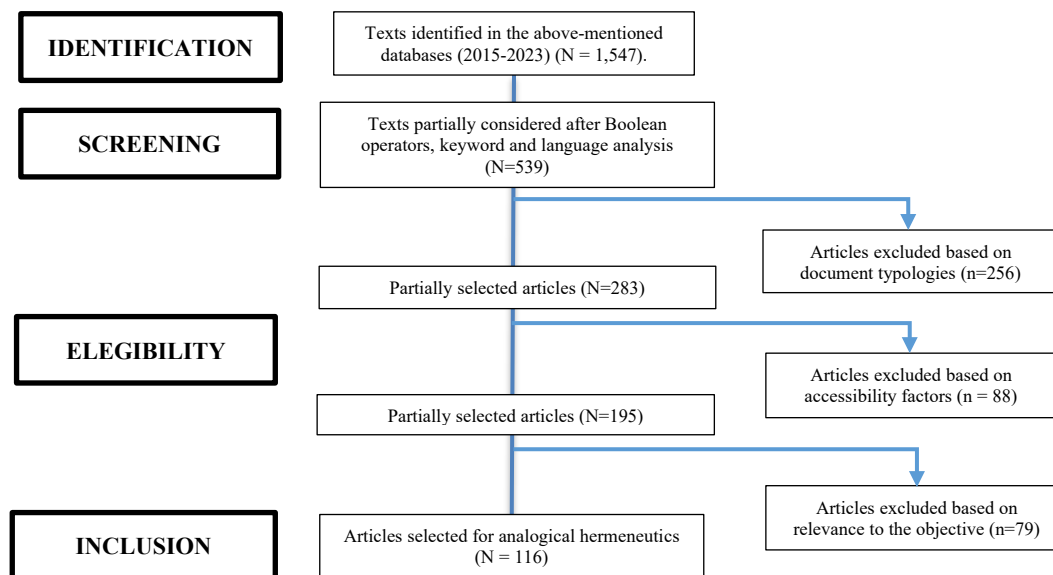 IDENTIFICATION
Texts identified in the above-mentioned
databases (2015-2023) (N = 1,547).
SCREENING
Texts partially considered after Boolean
operators, keyword and language analysis
(N=539)
Articles excluded based on
document typologies (n=256)
Partially selected articles (N=283)
ELEGIBILITY
Articles excluded based on
accessibility factors (n = 88)
Partially selected articles (N=195)
Articles excluded based on
relevance to the objective (n=79)
INCLUSION
Articles selected for analogical hermeneutics
(N = 116)